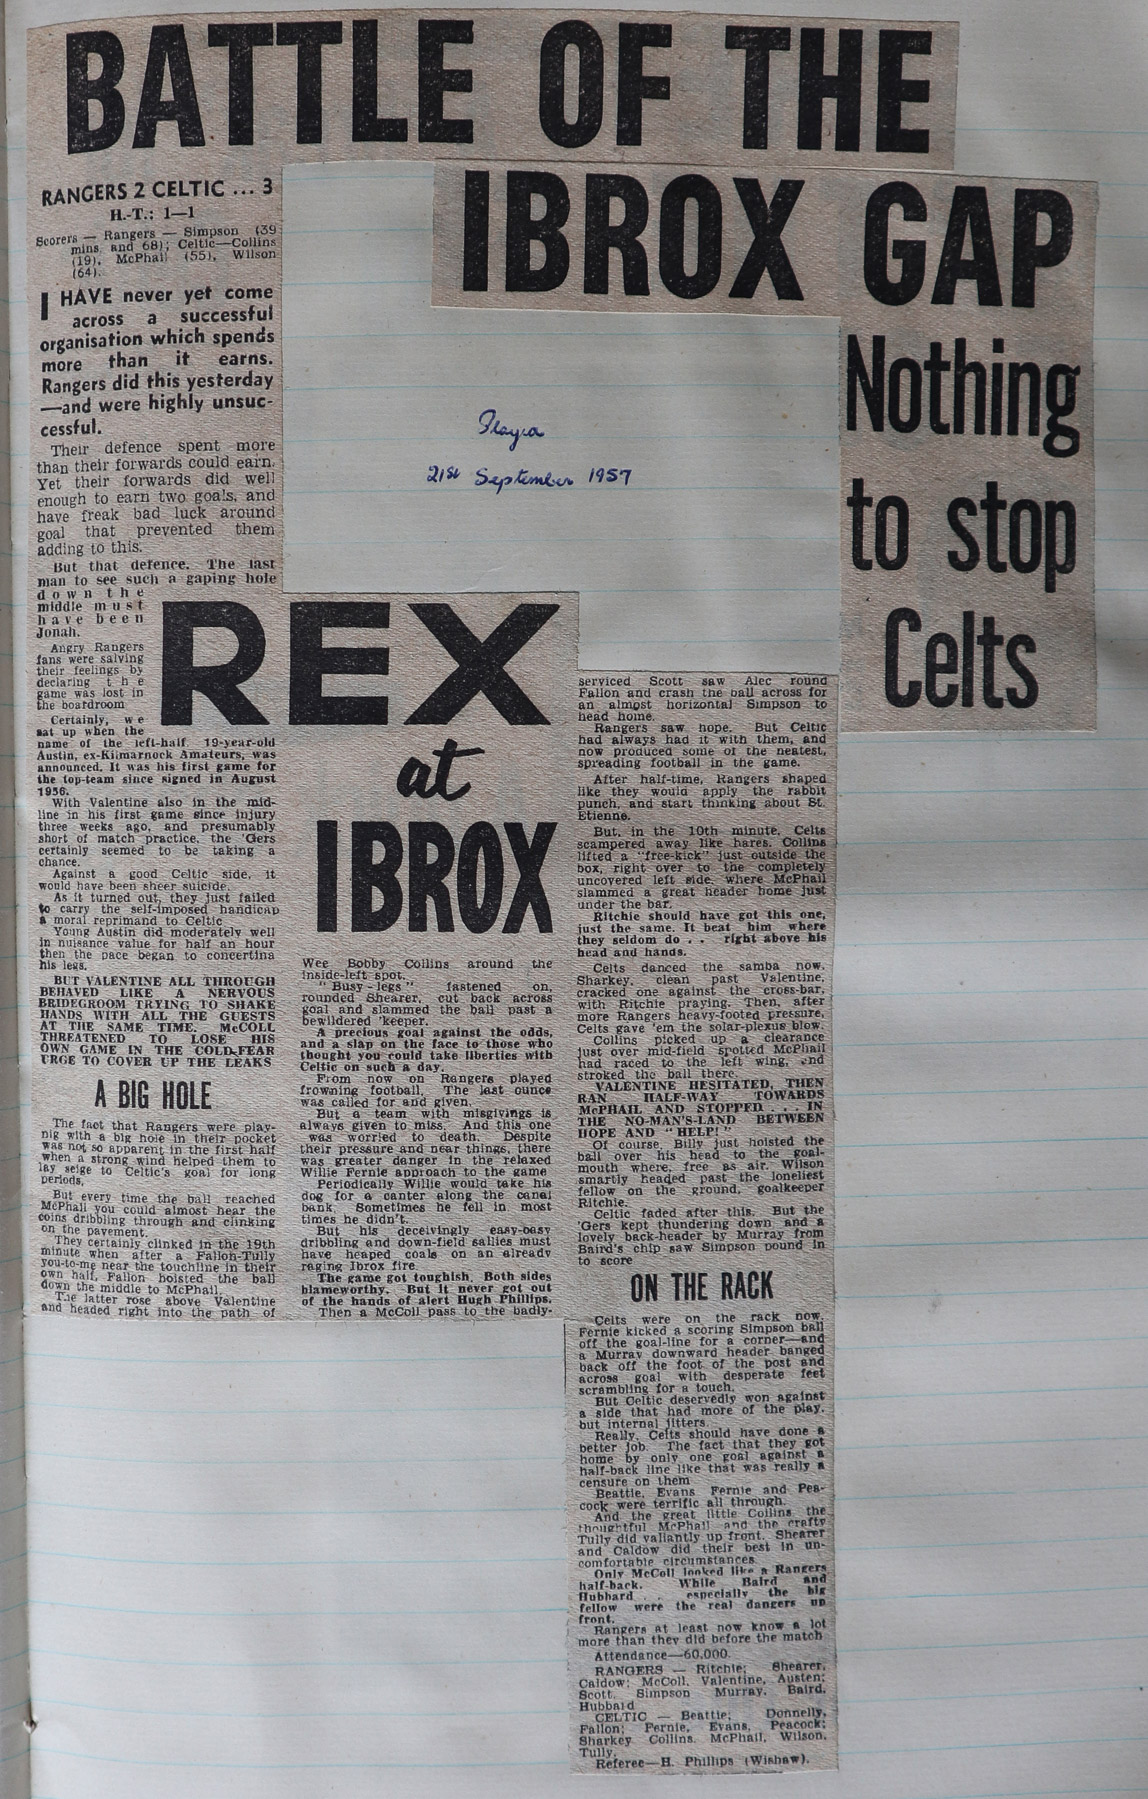 BATTLE OF THE
IBROX GAP
Nothing
to stop
Celts
RANGERS 2 CELTIC ... 3
H.-T.: 1—1
Scorers — Rangers — Simpson (39
mins. and 68); Celtic—Collins
(19), McPhail (55), Wilson
(64).
I HAVE never yet come
across a successful
organisation which spends
more than it earns.
Rangers did this yesterday
—and were highly unsuc-
cessful.
Their defence spent more
than their forwards could earn.
Yet their forwards did well
enough to earn two goals, and
have freak bad luck around
goal that prevented them
adding to this.
But that defence. The last
man to see such a gaping hole
down the
middle must
have been
Jonah.
Angry Rangers
fans were salving
their feelings by
declaring the
game was lost in
the boardroom
Certainly, we
sat up when the
name of the left-half 19-year-old
Austin, ex-Kilmarnock Amateurs, was
announced. It was his first game for
the top-team since signed in August
1956.
With Valentine also in the mid-
line in his first game since injury
three weeks ago, and presumably
short of match practice, the 'Gers
certainly seemed to be taking a
chance.
Against a good Celtic side, it
would have been sheer suicide.
As it turned out, they just failed
to carry the self-imposed handicap
a moral reprimand to Celtic
Young Austin did moderately well
in nuisance value for half an hour
then the pace began to concertina
his legs.
BUT VALENTINE ALL THROUGH
BEHAVED LIKE A NERVOUS
BRIDEGROOM TRYING TO SHAKE
HANDS WITH ALL THE GUESTS
AT THE SAME TIME. McCOLL
THREATENED TO LOSE HIS
OWN GAME IN THE COLD-FEAR
URGE TO COVER UP THE LEAKS
A BIG HOLE
The fact that Rangers were play-
nig with a big hole in their pocket
was not so apparent in the first half
when a strong wind helped them to
lay seige to Celtic's goal for long
periods.
But every time the ball reached
McPhail you could almost hear the
coins dribbling through and clinking
on the pavement.
They certainly clinked in the 19th
minute when after a Fallon-Tully
you-to-me near the touchline in their
own half, Fallon hoisted the ball
down the middle to McPhail.
The latter rose above Valentine
and headed right into the path of
Played
21st September 1957
REX
at
IBROX
Wee Bobby Collins around the
inside-left spot.
"Busy-legs" fastened on,
rounded Shearer, cut back across
goal and slammed the ball past a
bewildered 'keeper.
A precious goal against the odds,
and a slap on the face to those who
thought you could take liberties with
Celtic on such a day.
From now on Rangers played
frowning football. The last ounce
was called for and given.
But a team with misgivings is
always given to miss. And this one
was worried to death. Despite
their pressure and near things, there
was greater danger in the relaxed
Willie Fernie approach to the game
Periodically Willie would take his
dog for a canter along the canal
bank. Sometimes he fell in most
times he didn't.
But his deceivingly easy-oasy
dribbling and down-field sallies must
have heaped coals on an already
raging Ibrox fire.
The game got toughish. Both sides
blameworthy. But it never got out
of the hands of alert Hugh Phillips.
Then a McColl pass to the badly-
serviced Scott saw Alec round
Fallon and crash the ball across for
an almost horizontal Simpson to
head home.
Rangers saw hope. But Celtic
had always had it with them, and
now produced some of the neatest,
spreading football in the game.
After half-time, Rangers shaped
like they would apply the rabbit
punch, and start thinking about St.
Etienne.
But, in the 10th minute, Celts
scampered away like hares. Collins
lifted a "free-kick" just outside the
box, right over to the completely
uncovered left side, where McPhail
slammed a great header home just
under the bar.
Ritchie should have got this one,
just the same. It beat him where
they seldom do . . right above his
head and hands.
Celts danced the samba now.
Sharkey, clean past Valentine,
cracked one against the cross-bar,
with Ritchie praying. Then, after
more Rangers heavy-footed pressure,
Celts gave 'em the solar-plexus blow.
Collins picked up a clearance
just over mid-field spotted McPhail
had raced to the left wing, and
stroked the ball there.
VALENTINE HESITATED, THEN
RAN HALF-WAY TOWARDS
McPHAIL AND STOPPED . . . IN
THE NO-MAN'S-LAND BETWEEN
HOPE AND "HELP!"
Of course, Billy just hoisted the
ball over his head to the goal-
mouth where, free as air, Wilson
smartly headed past the loneliest
fellow on the ground, goalkeeper
Ritchie.
Celtic faded after this. But the
'Gers kept thundering down and a
lovely back-header by Murray from
Baird's chip saw Simpson pound in
to score
ON THE RACK
Celts were on the rack now.
Fernie kicked a scoring Simpson ball
off the goal-line for a corner—and
a Murray downward header banged
back off the foot of the post and
across goal with desperate feet
scrambling for a touch.
But Celtic deservedly won against
a side that had more of the play,
but internal jitters.
Really, Celts should have done a
better job. The fact that they got
home by only one goal against a
half-back line like that was really a
censure on them
Beattie, Evans Fernie and Pea-
cock were terrific all through.
And the great little Collins the
thoughtful McPhail and the crafty
Tully did valiantly up front. Shearer
and Caldow did their best in un-
comfortable circumstances
Only McColl looked like a Rangers
half-back. While Baird and
Hubbard . . especially the big
fellow were the real dangers up
front.
Rangers at least now know a lot
more than they did before the match
Attendance—60,000.
RANGERS — Ritchie; Shearer,
Caldow; McColl, Valentine, Austen;
Scott, Simpson Murray, Baird,
Hubbard
CELTIC — Beattie; Donnelly,
Fallon; Fernie, Evans, Peacock;
Sharkey Collins, McPhail, Wilson,
Tully.
Referee—H. Phillips (Wishaw).